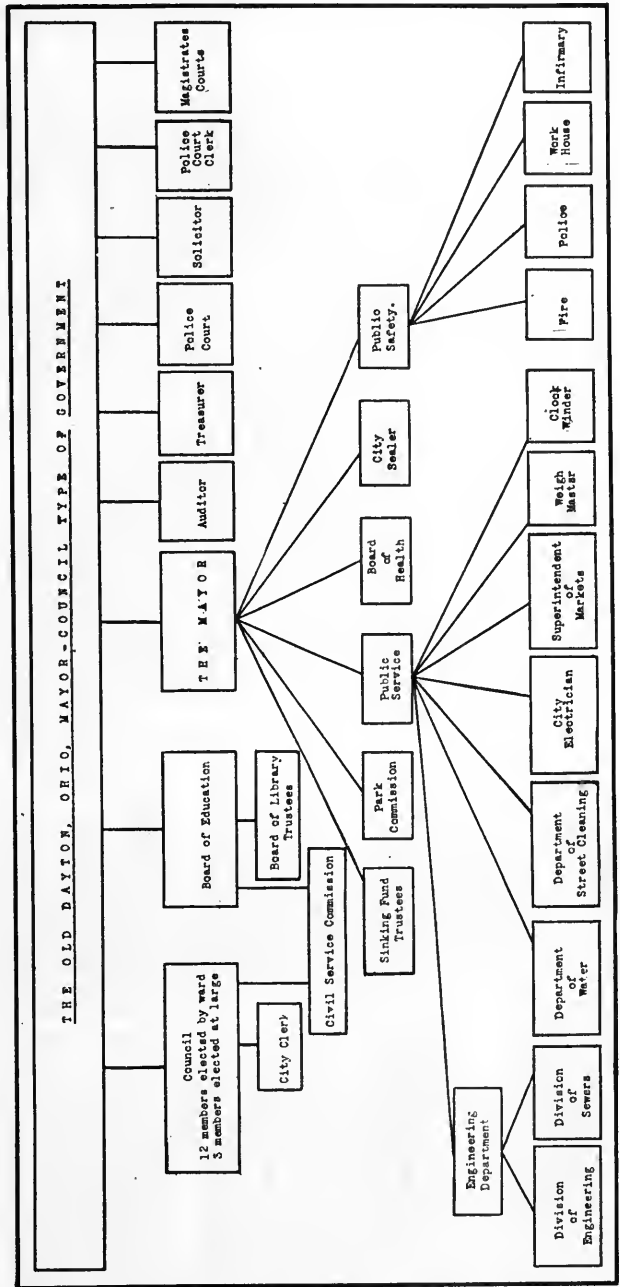 THE OLD DAYTON, OHIO, MAYOR-COUNCIL TYPE OF GOVERNMENT
Council
12 members elected by ward
3 members elected at large
Board of Education
THE MAYOR
Auditor
Treasurer
Police
Court
Solicitor
Police
Court
Clerk
Magistrates
Courts
City Clerk
Board of Library
Trustees
Civil Service Commission
Sinking Fund
Trustees
Park
Commission
Public
Service
Board
of
Health
City
Sealer
Public
Safety.
Engineering
Department
Division
of
Engineering
Division
of
Sewers
Department
of
Water
Department
of
Street Cleaning
City
Electrician
Superintendent
of
Markets
Weigh
Master
Clock
Winder
Fire
Police
Work
House
Infirmary